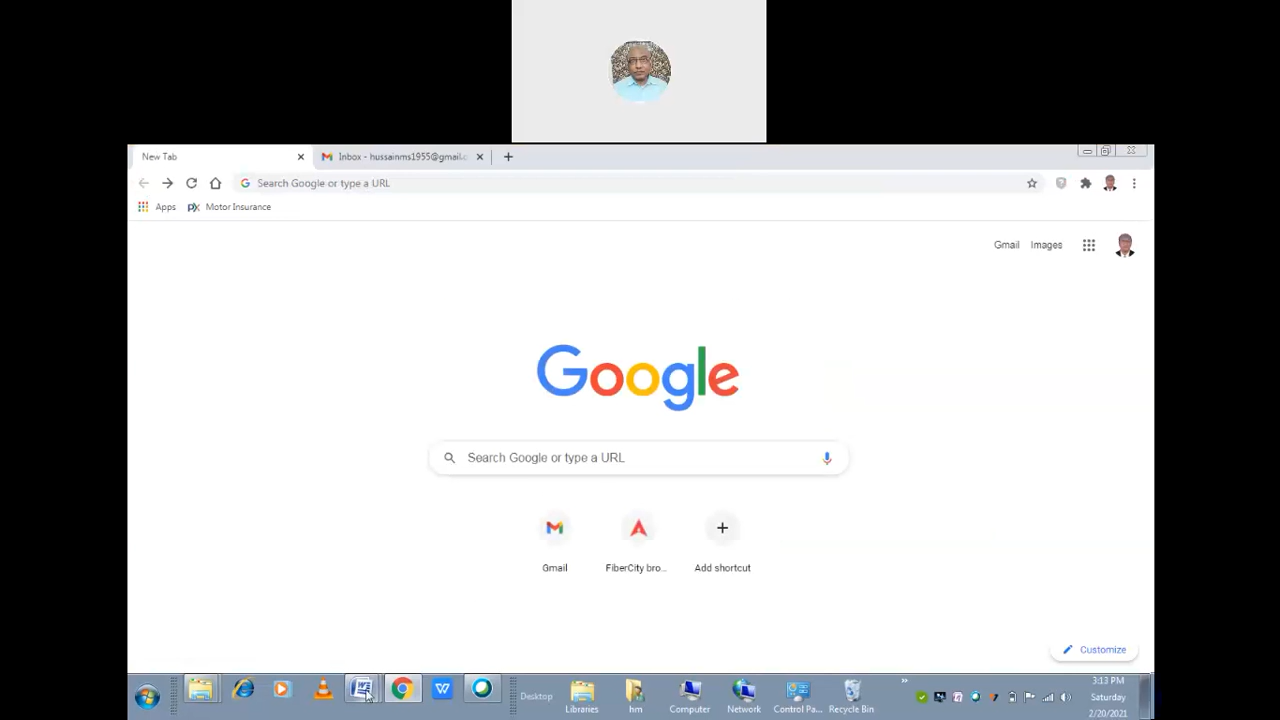 New Tab
Inbox - hussainms1955@gmail.c
Search Google or type a URL
Apps
Motor Insurance
Gmail Images
Google
Search Google or type a URL
Gmail
FiberCity bro...
Add shortcut
Customize
Desktop
Libraries
hm
Computer
Network
Control Pa...
Recycle Bin
3:13 PM
Saturday
2/20/2021